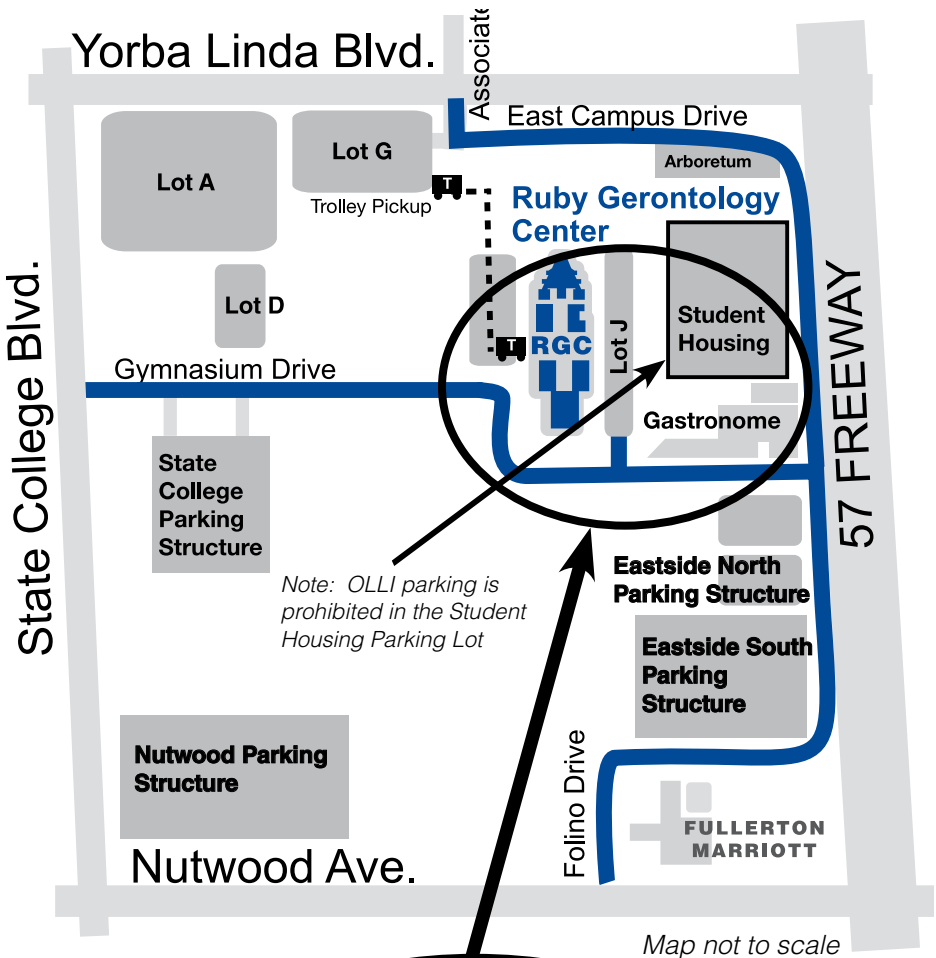 Yorba Linda Blvd.
Associate
East Campus Drive
Lot A
Lot G
Arboretum
T
Trolley Pickup
Ruby Gerontology
Center
Lot D
Student
Housing
Lot J
T
RGC
State College Blvd.
Gymnasium Drive
57 FREEWAY
Gastronome
State
College
Parking
Structure
Note: OLLI parking is
prohibited in the Student
Housing Parking Lot
Eastside North
Parking Structure
Eastside South
Parking
Structure
Nutwood Parking
Structure
Folino Drive
FULLERTON
MARRIOTT
Nutwood Ave.
Map not to scale